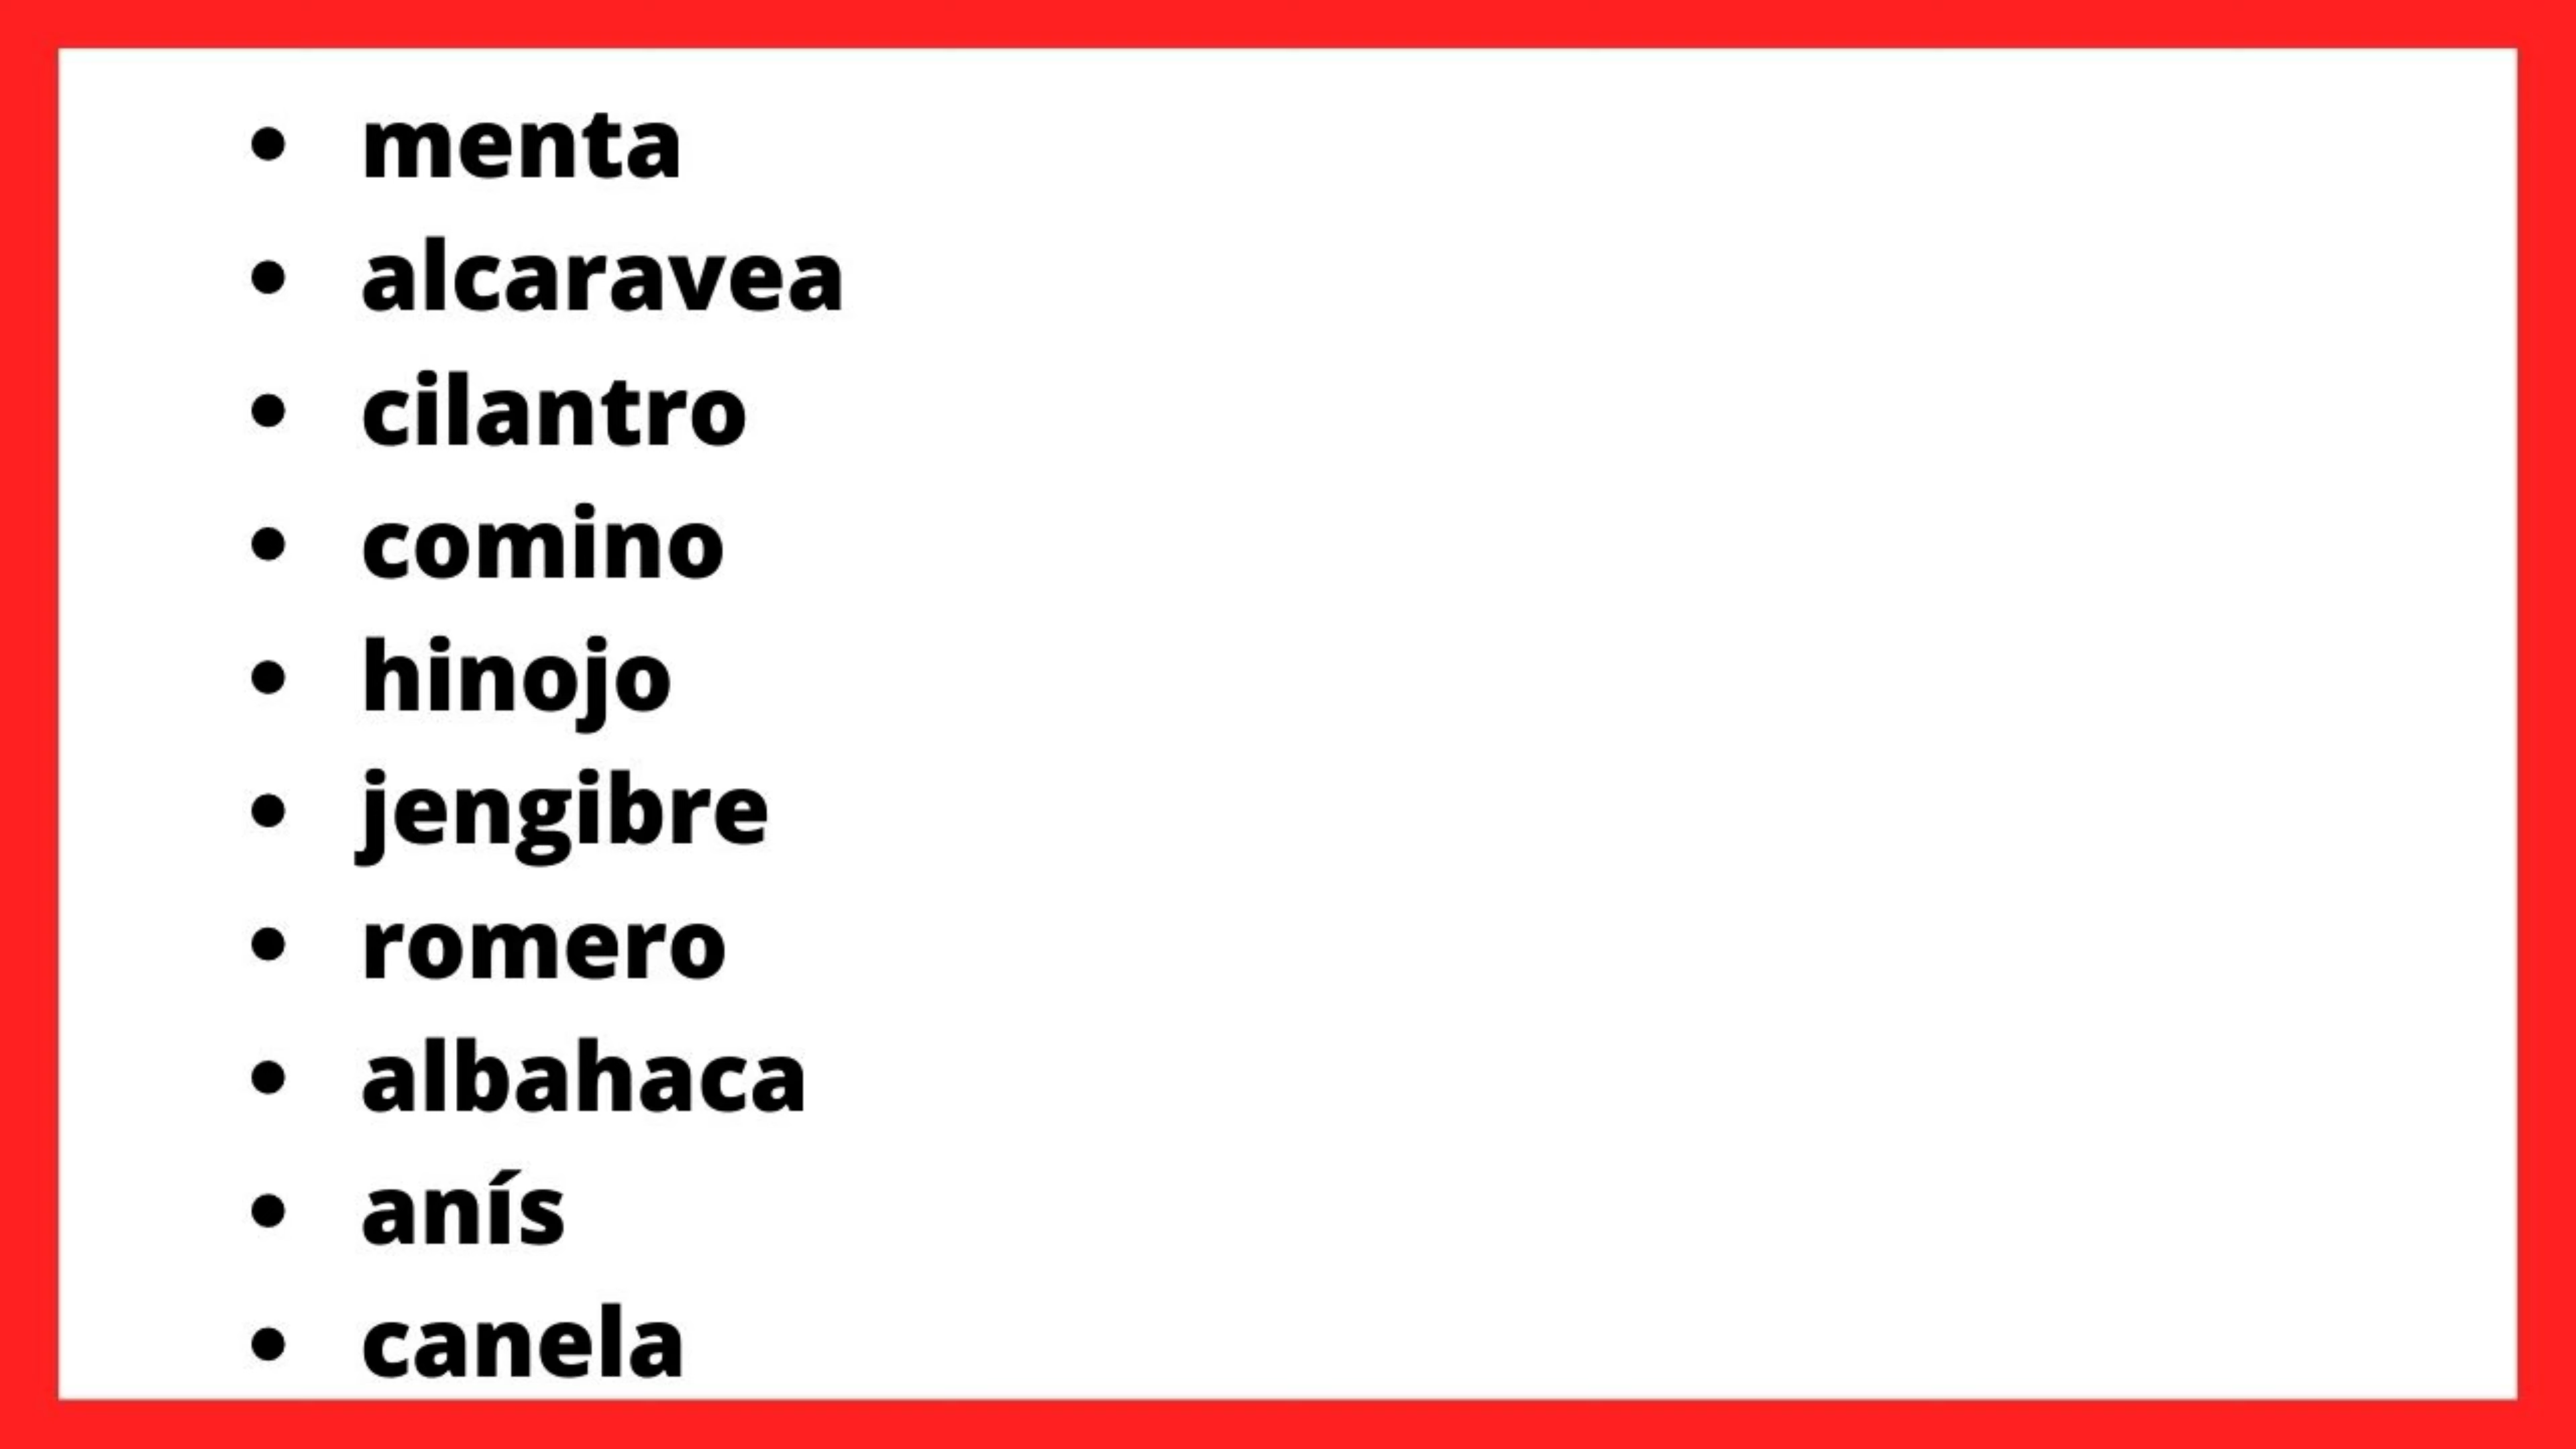 • menta
• alcaravea
• cilantro
• comino
• hinojo
• jengibre
• romero
• albahaca
• anís
• canela